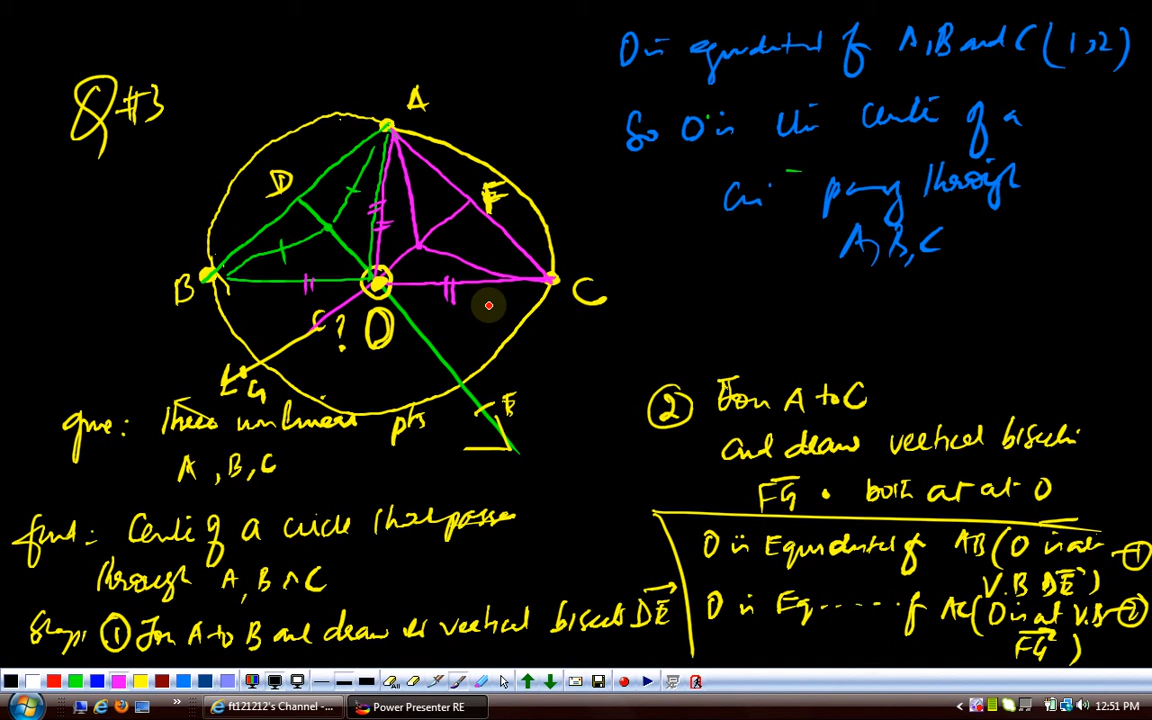 Q #3
A
D
E
B
C
O
?
G
E
O is equidistant of A, B and C (1, 2)
So O is the centre of a
passing through
A, B, C
give: Three non linear pts
A, B, C
find: Centre of a circle that passes
through A, B & C
Steps ① Join A to B and draw its vertical bisector DE
② Join A to C
and draw vertical bisector
FG. both at O
O is Equidistant of AB (O is at ①
V.B DE)
O is Eq...... of AC (O is at V.B ②
FG)
All
ft121212's Channel -...
Power Presenter RE
12:51 PM